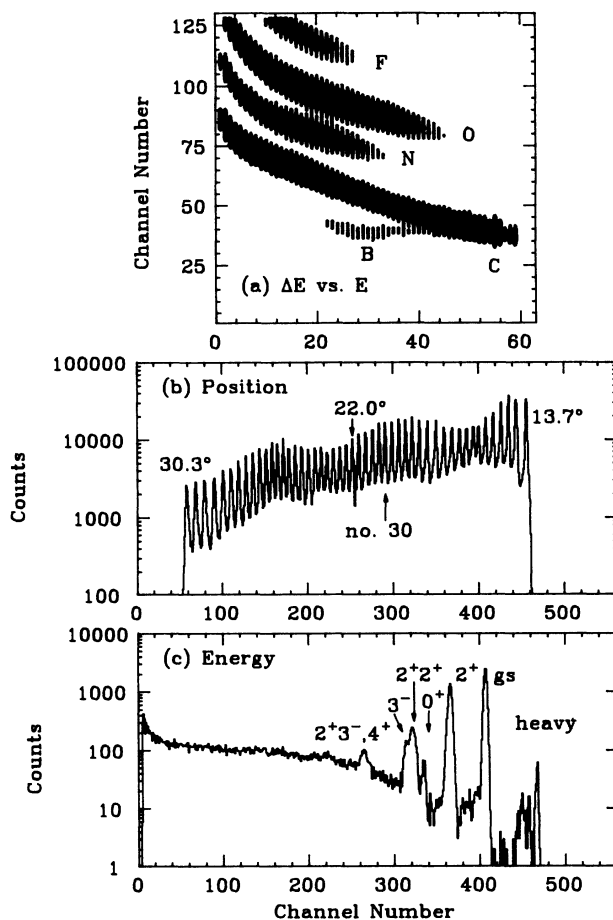 125
100
75
50
25
Channel Number
F
O
N
B
C
(a) ΔE vs. E
0 20 40 60
100000
10000
1000
100
Counts
(b) Position
30.3°
22.0°
13.7°
no. 30
0 100 200 300 400 500
10000
1000
100
10
1
Counts
(c) Energy
2⁺2⁺ 2⁺ gs
3⁻ 0⁺
2⁺3⁻,4⁺
heavy
0 100 200 300 400 500
Channel Number